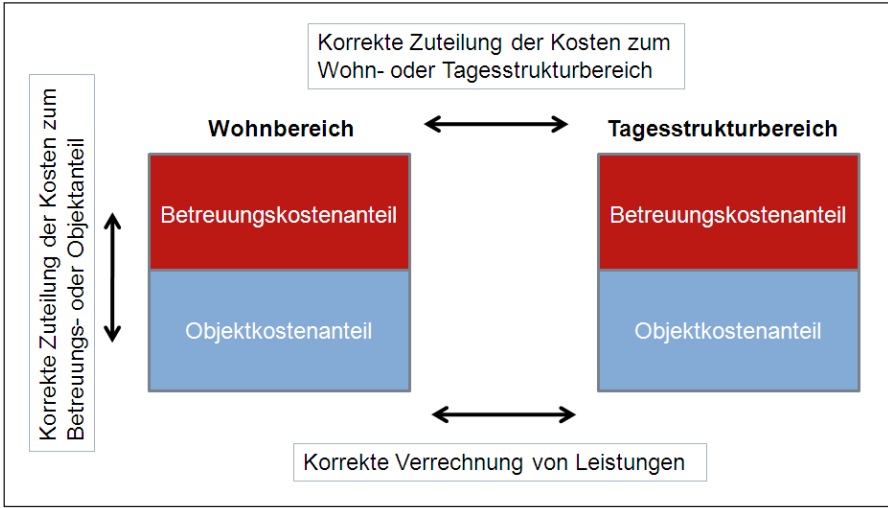 Korrekte Zuteilung der Kosten zum
Wohn- oder Tagesstrukturbereich
Korrekte Zuteilung der Kosten zum
Betreuungs- oder Objektanteil
Wohnbereich
Tagesstrukturbereich
Betreuungskostenanteil
Betreuungskostenanteil
Objektkostenanteil
Objektkostenanteil
Korrekte Verrechnung von Leistungen